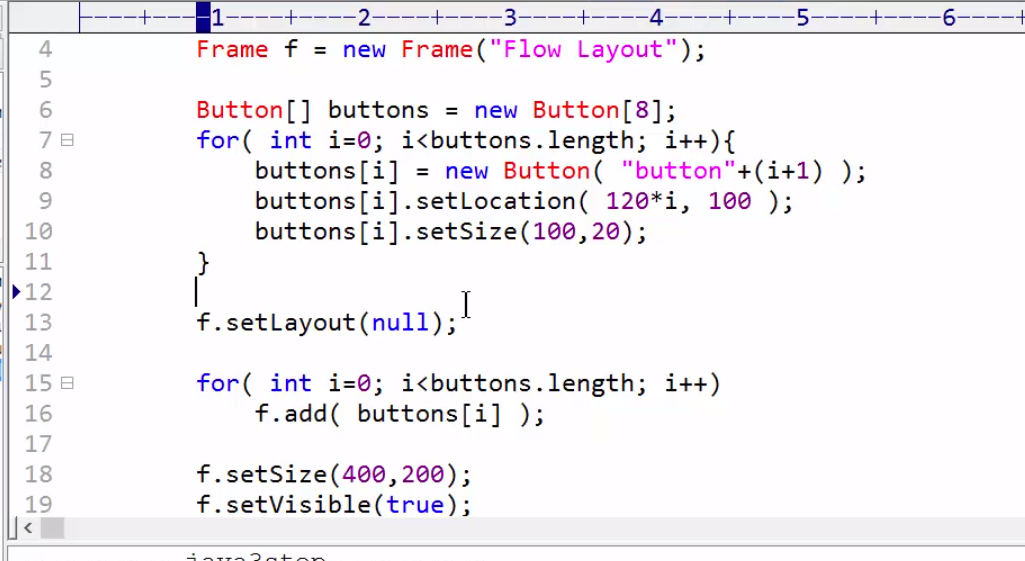 ----+----1----+----2----+----3----+----4----+----5----+----6----+
4 Frame f = new Frame("Flow Layout");
5
6 Button[] buttons = new Button[8];
7 for( int i=0; i<buttons.length; i++){
8 buttons[i] = new Button( "button"+(i+1) );
9 buttons[i].setLocation( 120*i, 100 );
10 buttons[i].setSize(100,20);
11 }
12
13 f.setLayout(null);
14
15 for( int i=0; i<buttons.length; i++)
16 f.add( buttons[i] );
17
18 f.setSize(400,200);
19 f.setVisible(true);